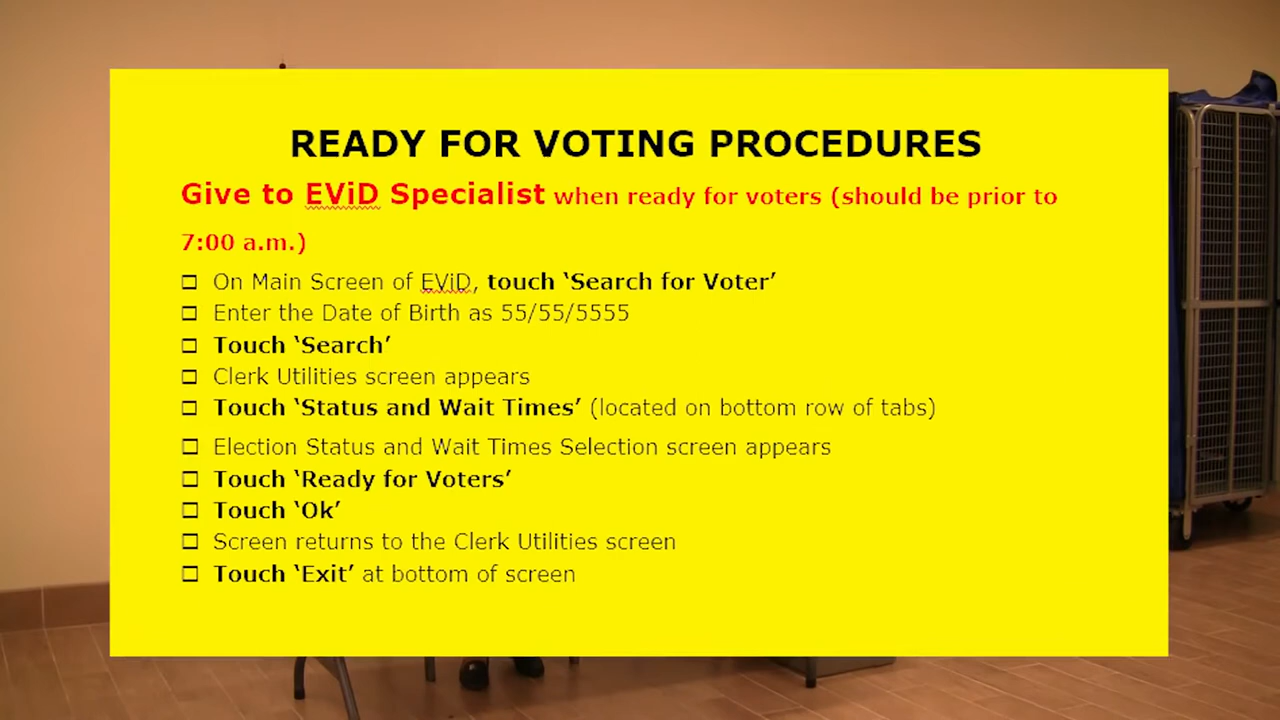 READY FOR VOTING PROCEDURES
Give to EViD Specialist when ready for voters (should be prior to
7:00 a.m.)
☐ On Main Screen of EViD, touch ‘Search for Voter’
☐ Enter the Date of Birth as 55/55/5555
☐ Touch ‘Search’
☐ Clerk Utilities screen appears
☐ Touch ‘Status and Wait Times’ (located on bottom row of tabs)
☐ Election Status and Wait Times Selection screen appears
☐ Touch ‘Ready for Voters’
☐ Touch ‘Ok’
☐ Screen returns to the Clerk Utilities screen
☐ Touch ‘Exit’ at bottom of screen